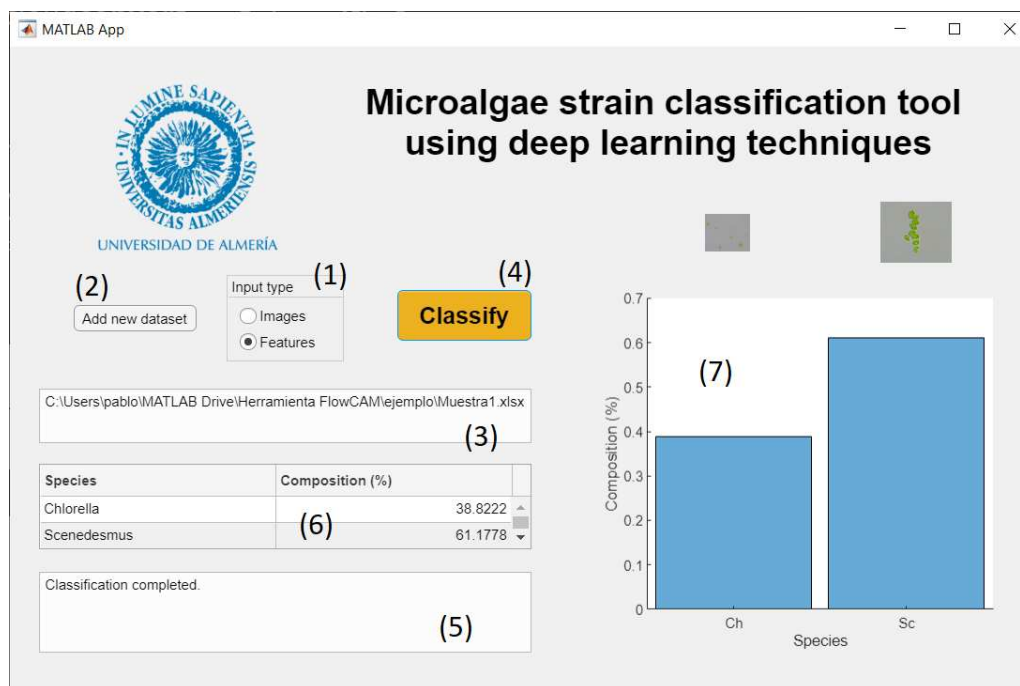 MATLAB App
IN LUMINE SAPIENTIA
UNIVERSITAS ALMERIENSIS
UNIVERSIDAD DE ALMERÍA
Microalgae strain classification tool
using deep learning techniques
(1)
(2)
(4)
Input type
Add new dataset
Images
Features
Classify
C:\Users\pablo\MATLAB Drive\Herramienta FlowCAM\ejemplo\Muestra1.xlsx
(3)
Species Composition (%)
Chlorella 38.8222
Scenedesmus 61.1778
(6)
Classification completed.
(5)
0.7
0.6
0.5
0.4
0.3
0.2
0.1
0
Composition (%)
(7)
Ch Sc
Species